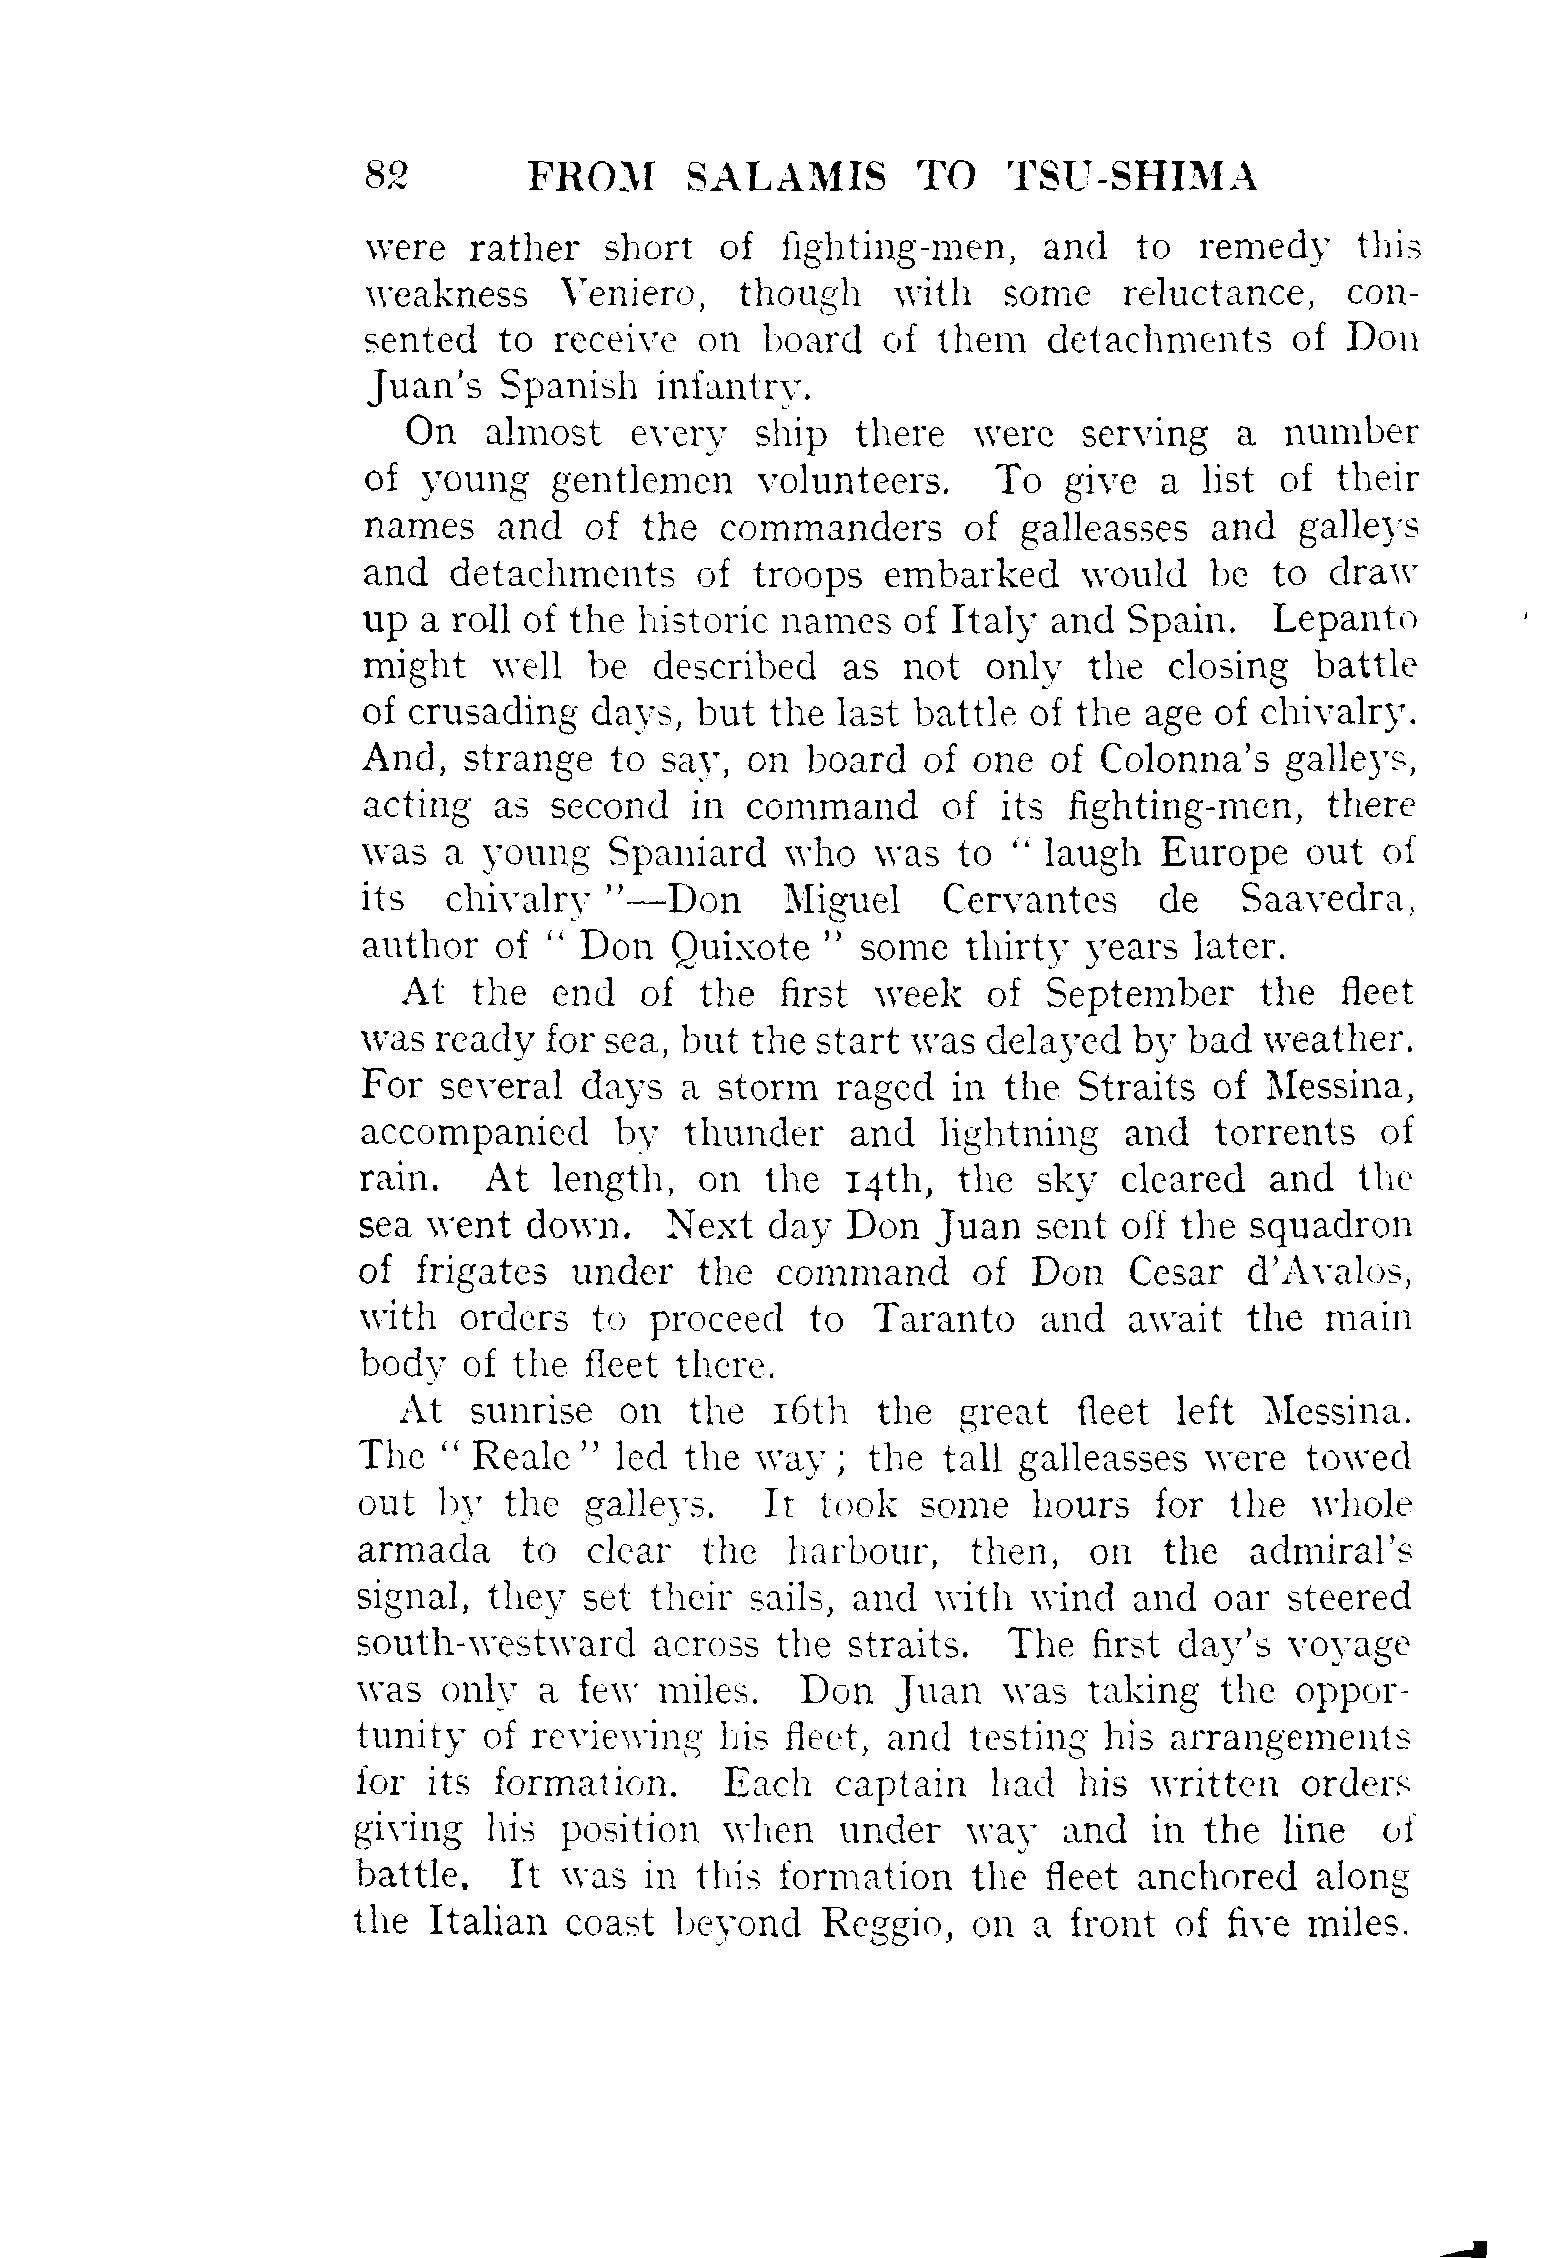 82 FROM SALAMIS TO TSU-SHIMA
were rather short of fighting-men, and to remedy this
weakness Veniero, though with some reluctance, con-
sented to receive on board of them detachments of Don
Juan's Spanish infantry.
On almost every ship there were serving a number
of young gentlemen volunteers. To give a list of their
names and of the commanders of galleasses and galleys
and detachments of troops embarked would be to draw
up a roll of the historic names of Italy and Spain. Lepanto
might well be described as not only the closing battle
of crusading days, but the last battle of the age of chivalry.
And, strange to say, on board of one of Colonna's galleys,
acting as second in command of its fighting-men, there
was a young Spaniard who was to " laugh Europe out of
its chivalry "—Don Miguel Cervantes de Saavedra,
author of " Don Quixote " some thirty years later.
At the end of the first week of September the fleet
was ready for sea, but the start was delayed by bad weather.
For several days a storm raged in the Straits of Messina,
accompanied by thunder and lightning and torrents of
rain. At length, on the 14th, the sky cleared and the
sea went down. Next day Don Juan sent off the squadron
of frigates under the command of Don Cesar d'Avalos,
with orders to proceed to Taranto and await the main
body of the fleet there.
At sunrise on the 16th the great fleet left Messina.
The " Reale " led the way ; the tall galleasses were towed
out by the galleys. It took some hours for the whole
armada to clear the harbour, then, on the admiral's
signal, they set their sails, and with wind and oar steered
south-westward across the straits. The first day's voyage
was only a few miles. Don Juan was taking the oppor-
tunity of reviewing his fleet, and testing his arrangements
for its formation. Each captain had his written orders
giving his position when under way and in the line of
battle. It was in this formation the fleet anchored along
the Italian coast beyond Reggio, on a front of five miles.